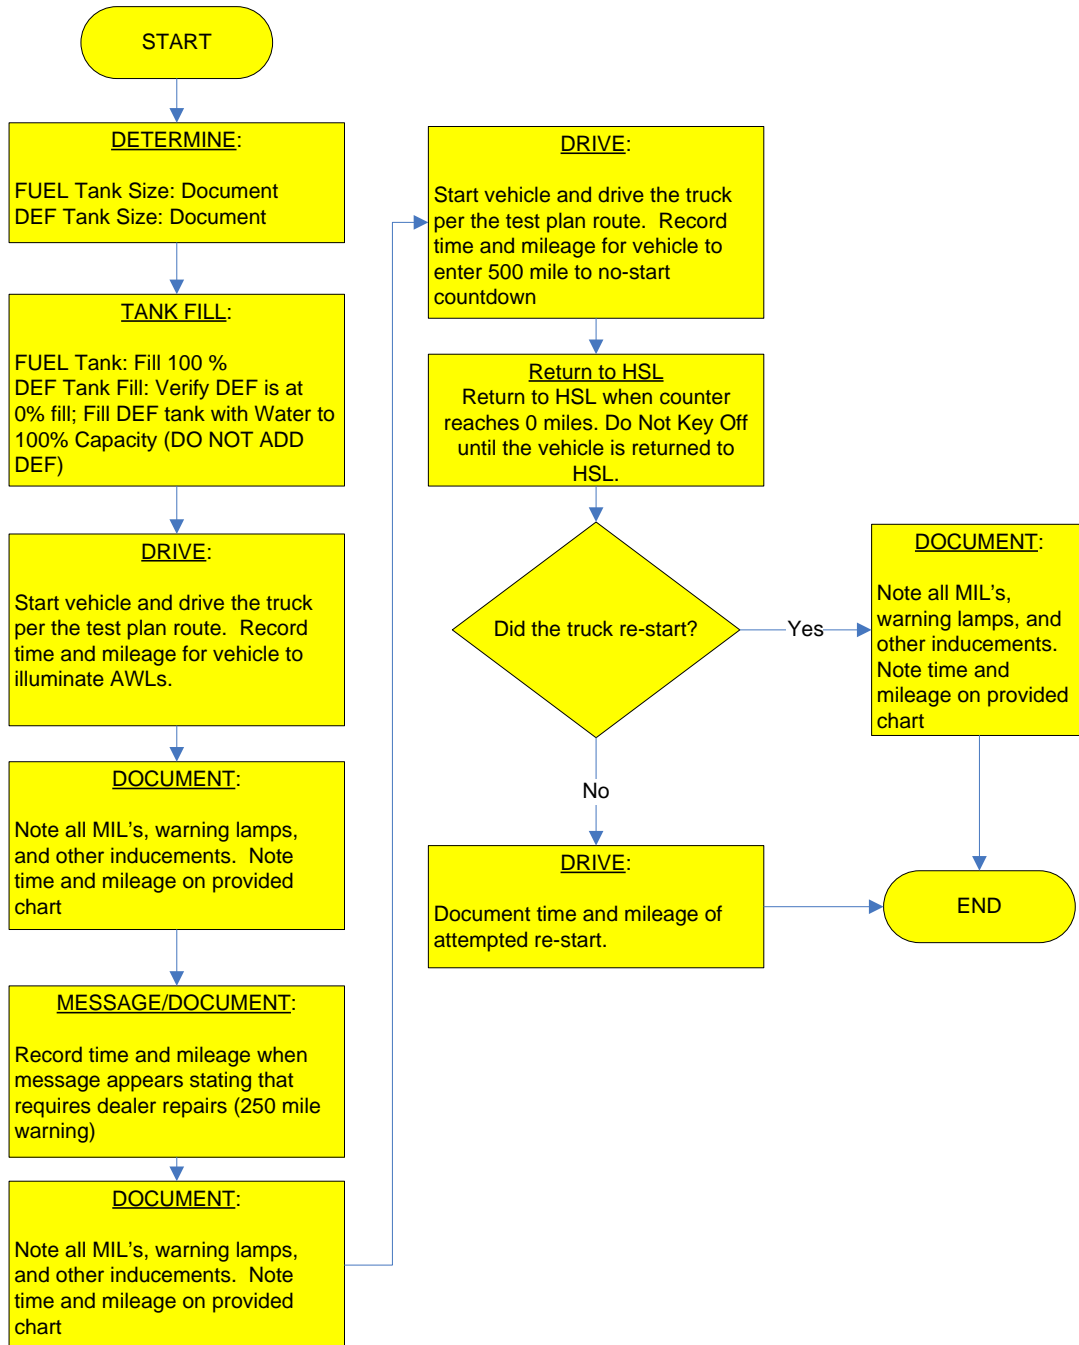 START
DETERMINE:
FUEL Tank Size: Document
DEF Tank Size: Document
TANK FILL:
FUEL Tank: Fill 100 %
DEF Tank Fill: Verify DEF is at
0% fill; Fill DEF tank with Water to
100% Capacity (DO NOT ADD
DEF)
DRIVE:
Start vehicle and drive the truck
per the test plan route.  Record
time and mileage for vehicle to
illuminate AWLs.
DOCUMENT:
Note all MIL's, warning lamps,
and other inducements.  Note
time and mileage on provided
chart
MESSAGE/DOCUMENT:
Record time and mileage when
message appears stating that
requires dealer repairs (250 mile
warning)
DOCUMENT:
Note all MIL's, warning lamps,
and other inducements.  Note
time and mileage on provided
chart
DRIVE:
Start vehicle and drive the truck
per the test plan route.  Record
time and mileage for vehicle to
enter 500 mile to no-start
countdown
Return to HSL
Return to HSL when counter
reaches 0 miles. Do Not Key Off
until the vehicle is returned to
HSL.
Did the truck re-start?
Yes
DOCUMENT:
Note all MIL's,
warning lamps, and
other inducements.
Note time and
mileage on provided
chart
No
DRIVE:
Document time and mileage of
attempted re-start.
END